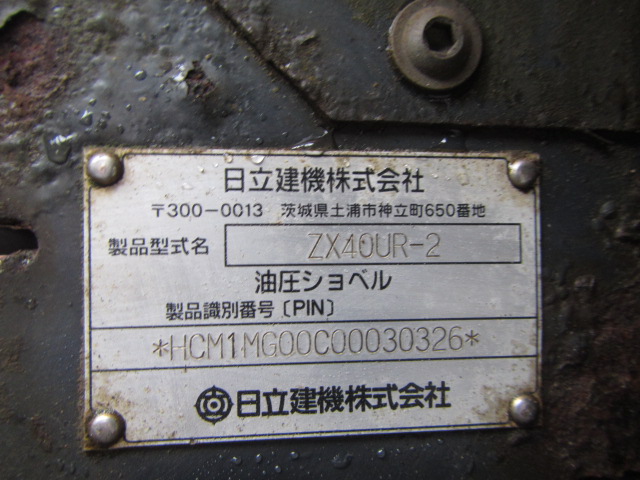 日立建機株式会社
〒300-0013 茨城県土浦市神立町650番地
製品型式名 ZX40UR-2
油圧ショベル
製品識別番号〔PIN〕
*HCM1MG00C00030326*
日立建機株式会社